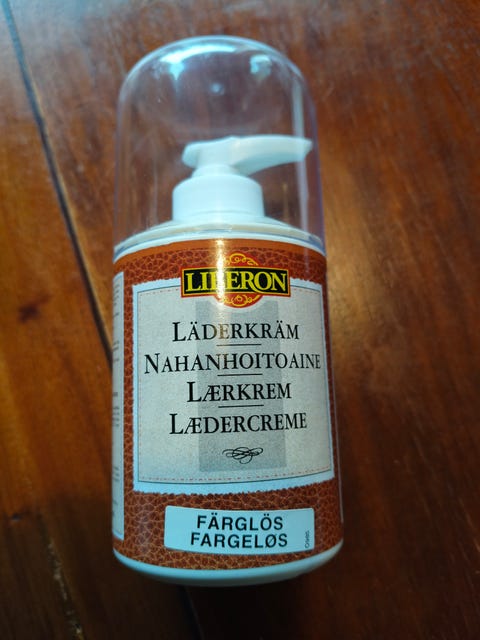 LIBERON
LÄDERKRÄM
NAHANHOITOAINE
LÆRKREM
LÆDERCREME
FÄRGLÖS
FARGELØS